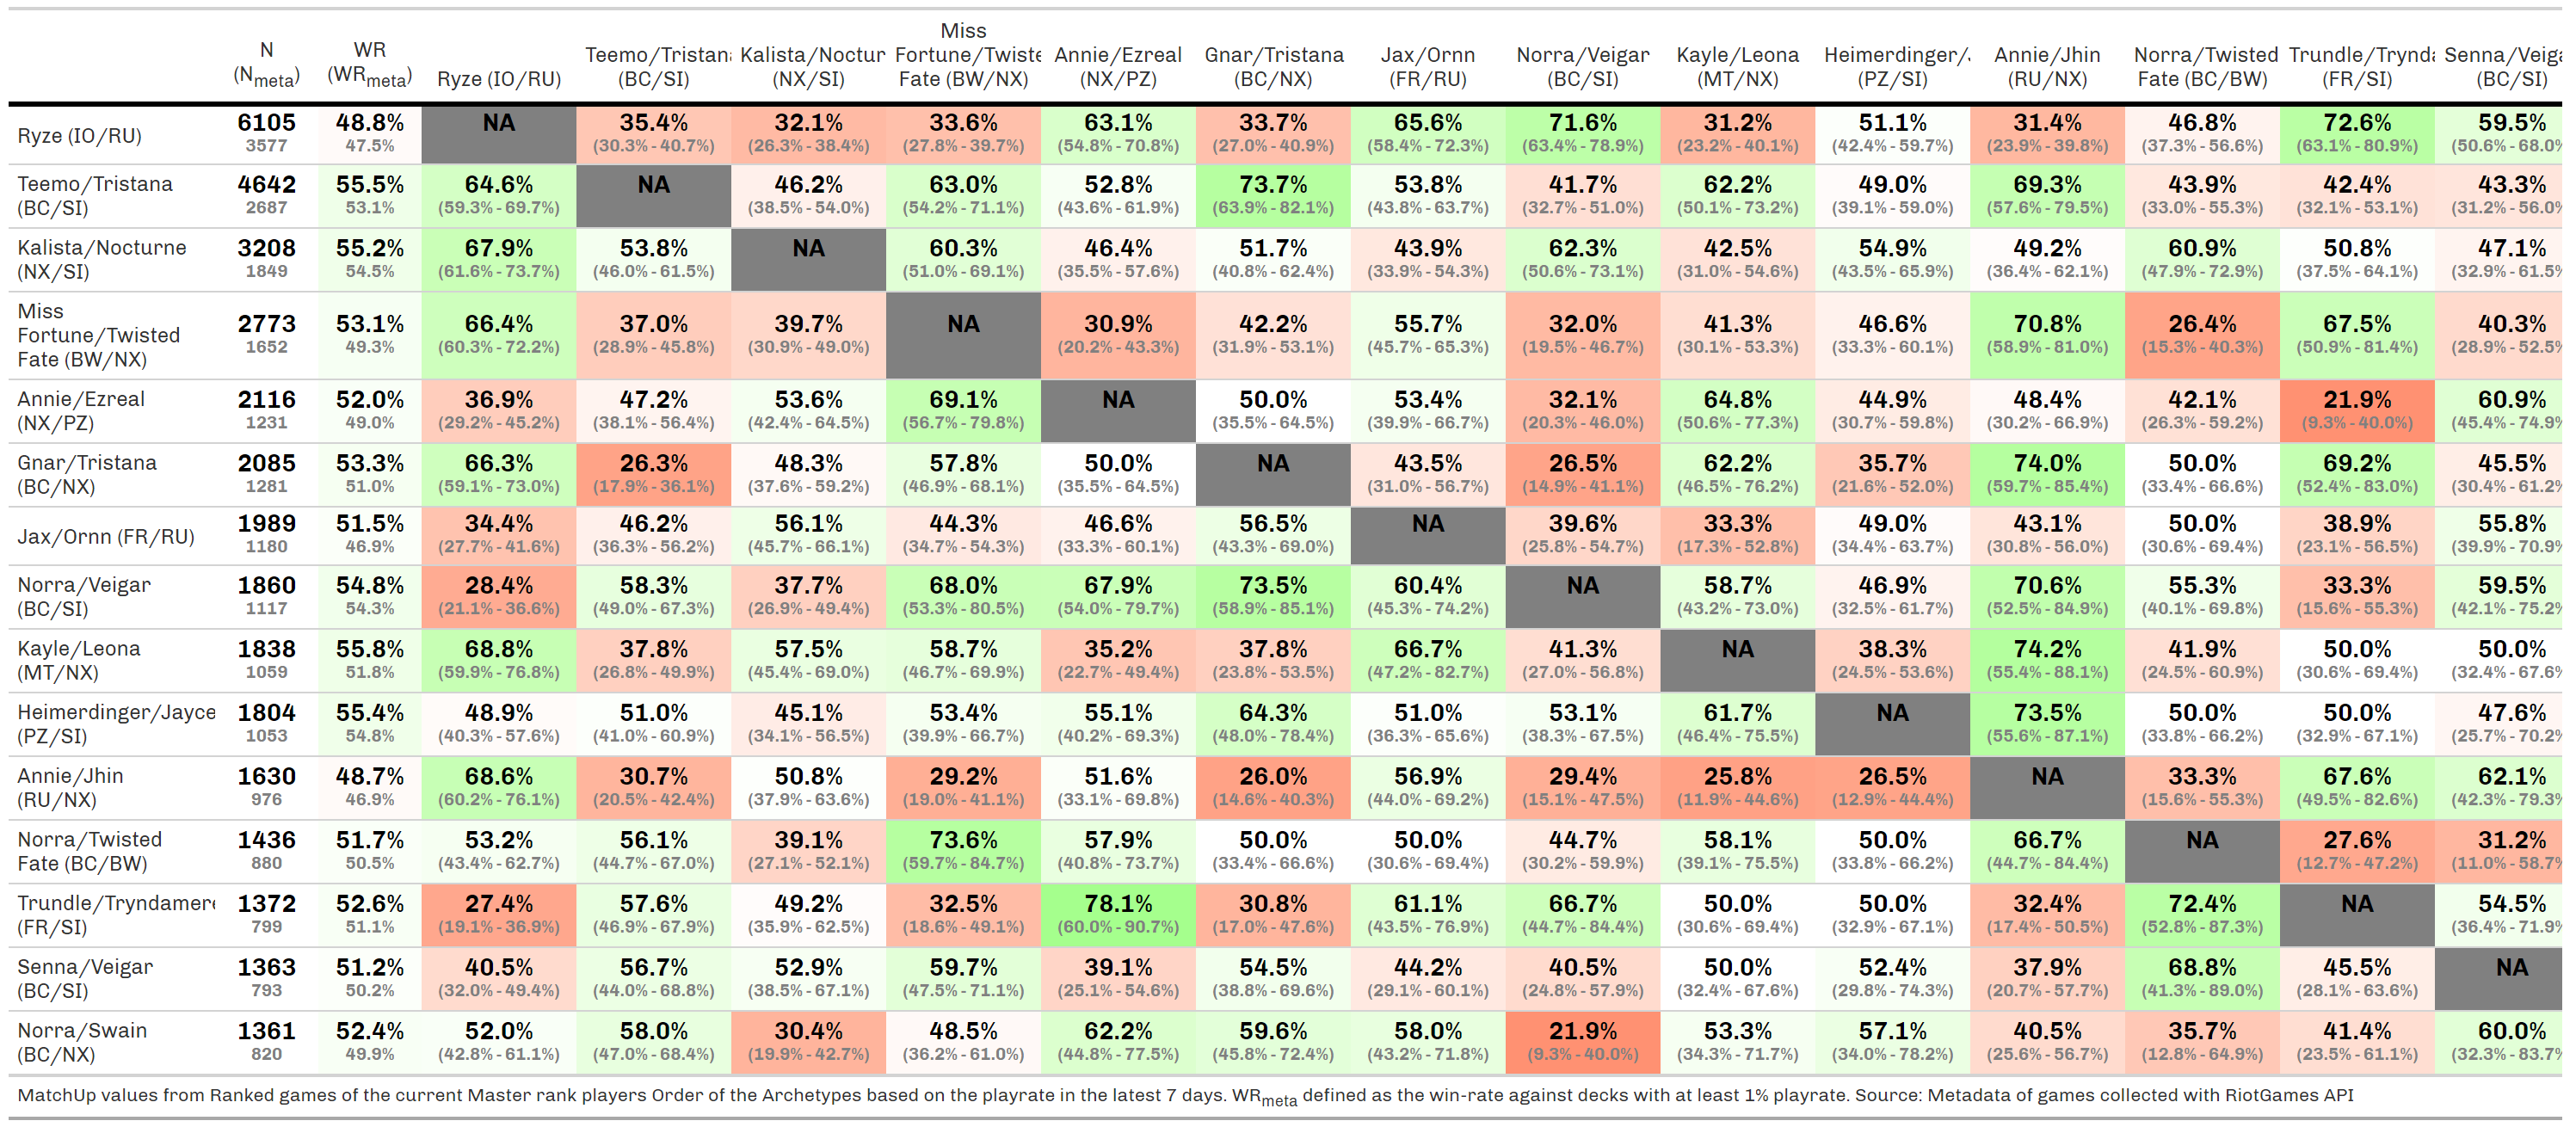 N (Nmeta) WR (WRmeta) Ryze (IO/RU) Teemo/Tristana (BC/SI) Kalista/Noctur (NX/SI) Miss Fortune/Twiste Fate (BW/NX) Annie/Ezreal (NX/PZ) Gnar/Tristana (BC/NX) Jax/Ornn (FR/RU) Norra/Veigar (BC/SI) Kayle/Leona (MT/NX) Heimerdinger/ (PZ/SI) Annie/Jhin (RU/NX) Norra/Twisted Fate (BC/BW) Trundle/Trynda (FR/SI) Senna/Veiga (BC/SI)
Ryze (IO/RU) 6105 48.8% NA 35.4% 32.1% 33.6% 63.1% 33.7% 65.6% 71.6% 31.2% 51.1% 31.4% 46.8% 72.6% 59.5%
3577 47.5% (30.3% - 40.7%) (26.3% - 38.4%) (27.8% - 39.7%) (54.8% - 70.8%) (27.0% - 40.9%) (58.4% - 72.3%) (63.4% - 78.9%) (23.2% - 40.1%) (42.4% - 59.7%) (23.9% - 39.8%) (37.3% - 56.6%) (63.1% - 80.9%) (50.6% - 68.0%
Teemo/Tristana 4642 55.5% 64.6% NA 46.2% 63.0% 52.8% 73.7% 53.8% 41.7% 62.2% 49.0% 69.3% 43.9% 42.4% 43.3%
(BC/SI) 2687 53.1% (59.3% - 69.7%) (38.5% - 54.0%) (54.2% - 71.1%) (43.6% - 61.9%) (63.9% - 82.1%) (43.8% - 63.7%) (32.7% - 51.0%) (50.1% - 73.2%) (39.1% - 59.0%) (57.6% - 79.5%) (33.0% - 55.3%) (32.1% - 53.1%) (31.2% - 56.0%
Kalista/Nocturne 3208 55.2% 67.9% 53.8% NA 60.3% 46.4% 51.7% 43.9% 62.3% 42.5% 54.9% 49.2% 60.9% 50.8% 47.1%
(NX/SI) 1849 54.5% (61.6% - 73.7%) (46.0% - 61.5%) (51.0% - 69.1%) (35.5% - 57.6%) (40.8% - 62.4%) (33.9% - 54.3%) (50.6% - 73.1%) (31.0% - 54.6%) (43.5% - 65.9%) (36.4% - 62.1%) (47.9% - 72.9%) (37.5% - 64.1%) (32.9% - 61.5%
Miss
Fortune/Twisted 2773 53.1% 66.4% 37.0% 39.7% NA 30.9% 42.2% 55.7% 32.0% 41.3% 46.6% 70.8% 26.4% 67.5% 40.3%
Fate (BW/NX) 1652 49.3% (60.3% - 72.2%) (28.9% - 45.8%) (30.9% - 49.0%) (20.2% - 43.3%) (31.9% - 53.1%) (45.7% - 65.3%) (19.5% - 46.7%) (30.1% - 53.3%) (33.3% - 60.1%) (58.9% - 81.0%) (15.3% - 40.3%) (50.9% - 81.4%) (28.9% - 52.5%
Annie/Ezreal 2116 52.0% 36.9% 47.2% 53.6% 69.1% NA 50.0% 53.4% 32.1% 64.8% 44.9% 48.4% 42.1% 21.9% 60.9%
(NX/PZ) 1231 49.0% (29.2% - 45.2%) (38.1% - 56.4%) (42.4% - 64.5%) (56.7% - 79.8%) (35.5% - 64.5%) (39.9% - 66.7%) (20.3% - 46.0%) (50.6% - 77.3%) (30.7% - 59.8%) (30.2% - 66.9%) (26.3% - 59.2%) (9.3% - 40.0%) (45.4% - 74.9%
Gnar/Tristana 2085 53.3% 66.3% 26.3% 48.3% 57.8% 50.0% NA 43.5% 26.5% 62.2% 35.7% 74.0% 50.0% 69.2% 45.5%
(BC/NX) 1281 51.0% (59.1% - 73.0%) (17.9% - 36.1%) (37.6% - 59.2%) (46.9% - 68.1%) (35.5% - 64.5%) (31.0% - 56.7%) (14.9% - 41.1%) (46.5% - 76.2%) (21.6% - 52.0%) (59.7% - 85.4%) (33.4% - 66.6%) (52.4% - 83.0%) (30.4% - 61.2%
Jax/Ornn (FR/RU) 1989 51.5% 34.4% 46.2% 56.1% 44.3% 46.6% 56.5% NA 39.6% 33.3% 49.0% 43.1% 50.0% 38.9% 55.8%
1180 46.9% (27.7% - 41.6%) (36.3% - 56.2%) (45.7% - 66.1%) (34.7% - 54.3%) (33.3% - 60.1%) (43.3% - 69.0%) (25.8% - 54.7%) (17.3% - 52.8%) (34.4% - 63.7%) (30.8% - 56.0%) (30.6% - 69.4%) (23.1% - 56.5%) (39.9% - 70.9%
Norra/Veigar 1860 54.8% 28.4% 58.3% 37.7% 68.0% 67.9% 73.5% 60.4% NA 58.7% 46.9% 70.6% 55.3% 33.3% 59.5%
(BC/SI) 1117 54.3% (21.1% - 36.6%) (49.0% - 67.3%) (26.9% - 49.4%) (53.3% - 80.5%) (54.0% - 79.7%) (58.9% - 85.1%) (45.3% - 74.2%) (43.2% - 73.0%) (32.5% - 61.7%) (52.5% - 84.9%) (40.1% - 69.8%) (15.6% - 55.3%) (42.1% - 75.2%
Kayle/Leona 1838 55.8% 68.8% 37.8% 57.5% 58.7% 35.2% 37.8% 66.7% 41.3% NA 38.3% 74.2% 41.9% 50.0% 50.0%
(MT/NX) 1059 51.8% (59.9% - 76.8%) (26.8% - 49.9%) (45.4% - 69.0%) (46.7% - 69.9%) (22.7% - 49.4%) (23.8% - 53.5%) (47.2% - 82.7%) (27.0% - 56.8%) (24.5% - 53.6%) (55.4% - 88.1%) (24.5% - 60.9%) (30.6% - 69.4%) (32.4% - 67.6%
Heimerdinger/Jayce 1804 55.4% 48.9% 51.0% 45.1% 53.4% 55.1% 64.3% 51.0% 53.1% 61.7% NA 73.5% 50.0% 50.0% 47.6%
(PZ/SI) 1053 54.8% (40.3% - 57.6%) (41.0% - 60.9%) (34.1% - 56.5%) (39.9% - 66.7%) (40.2% - 69.3%) (48.0% - 78.4%) (36.3% - 65.6%) (38.3% - 67.5%) (46.4% - 75.5%) (55.6% - 87.1%) (33.8% - 66.2%) (32.9% - 67.1%) (25.7% - 70.2%
Annie/Jhin 1630 48.7% 68.6% 30.7% 50.8% 29.2% 51.6% 26.0% 56.9% 29.4% 25.8% 26.5% NA 33.3% 67.6% 62.1%
(RU/NX) 976 46.9% (60.2% - 76.1%) (20.5% - 42.4%) (37.9% - 63.6%) (19.0% - 41.1%) (33.1% - 69.8%) (14.6% - 40.3%) (44.0% - 69.2%) (15.1% - 47.5%) (11.9% - 44.6%) (12.9% - 44.4%) (15.6% - 55.3%) (49.5% - 82.6%) (42.3% - 79.3%
Norra/Twisted 1436 51.7% 53.2% 56.1% 39.1% 73.6% 57.9% 50.0% 50.0% 44.7% 58.1% 50.0% 66.7% NA 27.6% 31.2%
Fate (BC/BW) 880 50.5% (43.4% - 62.7%) (44.7% - 67.0%) (27.1% - 52.1%) (59.7% - 84.7%) (40.8% - 73.7%) (33.4% - 66.6%) (30.6% - 69.4%) (30.2% - 59.9%) (39.1% - 75.5%) (33.8% - 66.2%) (44.7% - 84.4%) (12.7% - 47.2%) (11.0% - 58.7%
Trundle/Tryndamere 1372 52.6% 27.4% 57.6% 49.2% 32.5% 78.1% 30.8% 61.1% 66.7% 50.0% 50.0% 32.4% 72.4% NA 54.5%
(FR/SI) 799 51.1% (19.1% - 36.9%) (46.9% - 67.9%) (35.9% - 62.5%) (18.6% - 49.1%) (60.0% - 90.7%) (17.0% - 47.6%) (43.5% - 76.9%) (44.7% - 84.4%) (30.6% - 69.4%) (32.9% - 67.1%) (17.4% - 50.5%) (52.8% - 87.3%) (36.4% - 71.9%
Senna/Veigar 1363 51.2% 40.5% 56.7% 52.9% 59.7% 39.1% 54.5% 44.2% 40.5% 50.0% 52.4% 37.9% 68.8% 45.5% NA
(BC/SI) 793 50.2% (32.0% - 49.4%) (44.0% - 68.8%) (38.5% - 67.1%) (47.5% - 71.1%) (25.1% - 54.6%) (38.8% - 69.6%) (29.1% - 60.1%) (24.8% - 57.9%) (32.4% - 67.6%) (29.8% - 74.3%) (20.7% - 57.7%) (41.3% - 89.0%) (28.1% - 63.6%)
Norra/Swain 1361 52.4% 52.0% 58.0% 30.4% 48.5% 62.2% 59.6% 58.0% 21.9% 53.3% 57.1% 40.5% 35.7% 41.4% 60.0%
(BC/NX) 820 49.9% (42.8% - 61.1%) (47.0% - 68.4%) (19.9% - 42.7%) (36.2% - 61.0%) (44.8% - 77.5%) (45.8% - 72.4%) (43.2% - 71.8%) (9.3% - 40.0%) (34.3% - 71.7%) (34.0% - 78.2%) (25.6% - 56.7%) (12.8% - 64.9%) (23.5% - 61.1%) (32.3% - 83.7%
MatchUp values from Ranked games of the current Master rank players Order of the Archetypes based on the playrate in the latest 7 days. WRmeta defined as the win-rate against decks with at least 1% playrate. Source: Metadata of games collected with RiotGames API